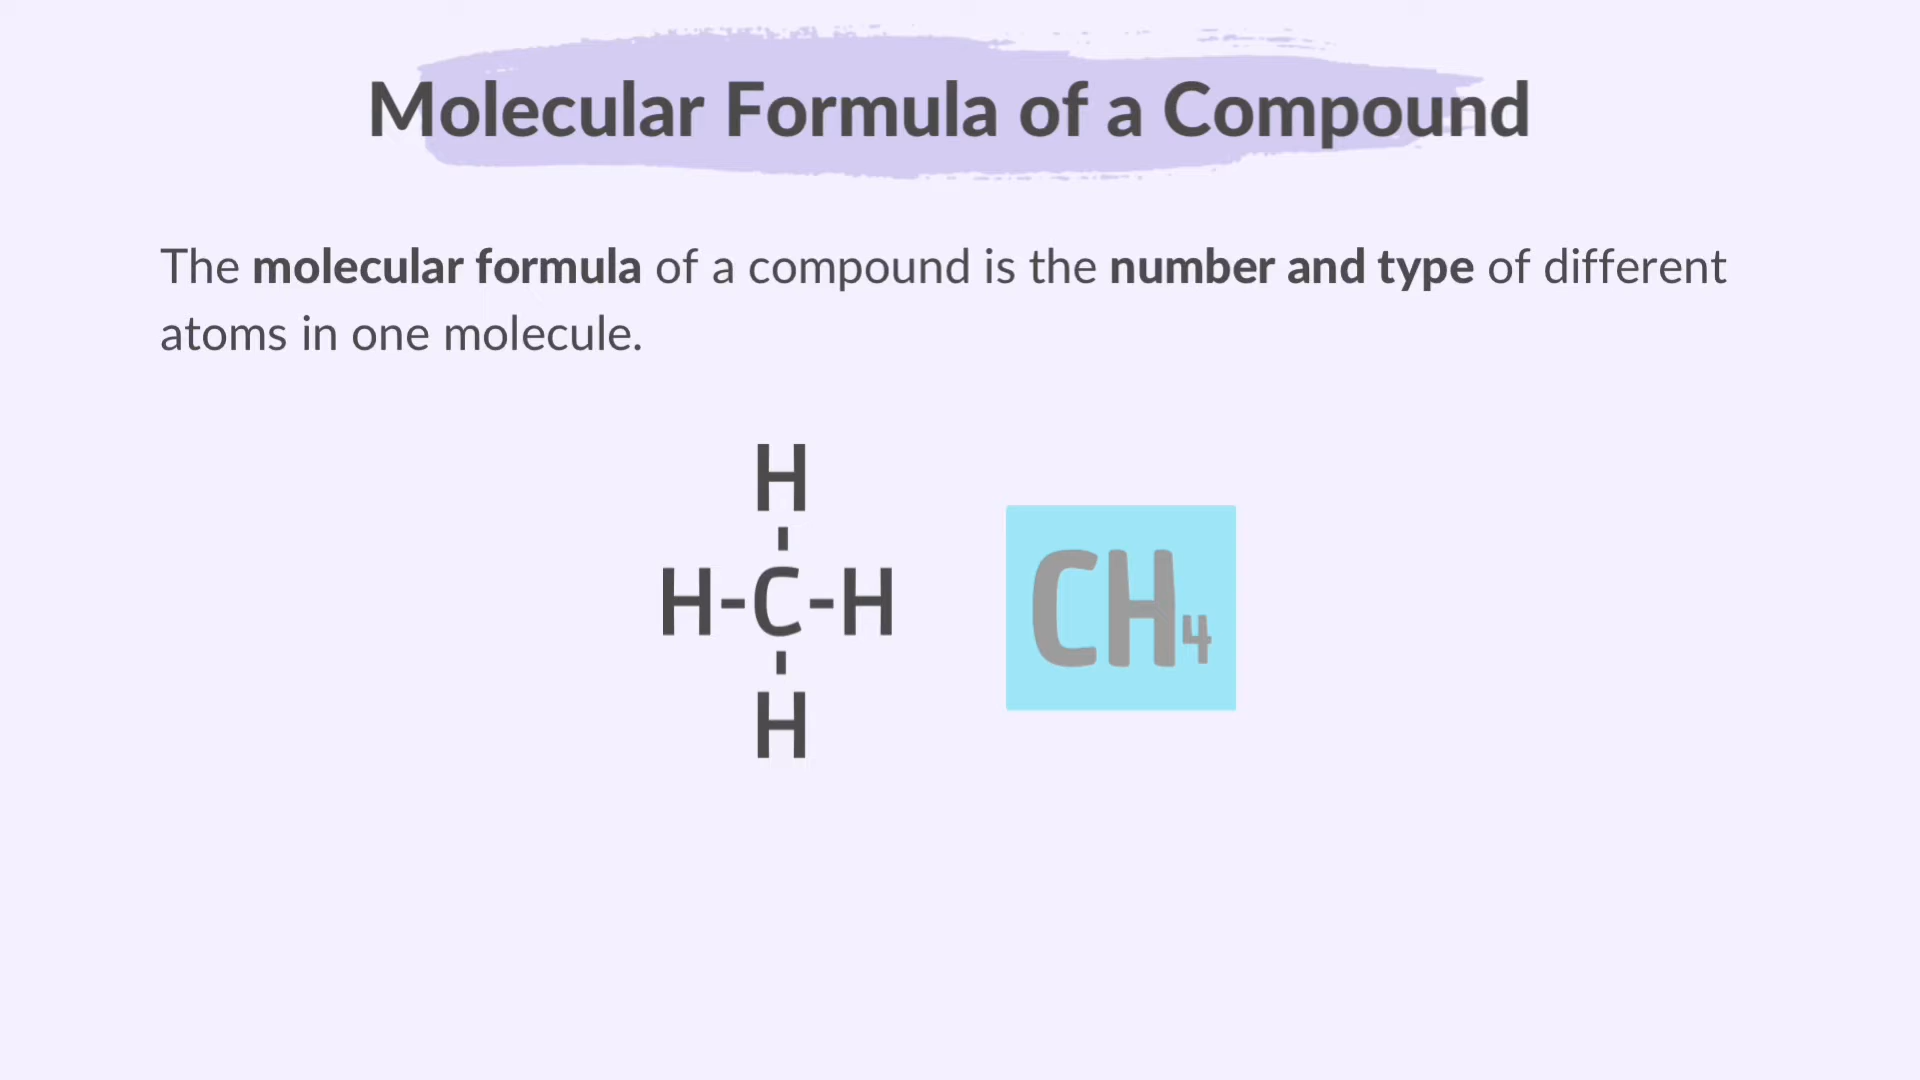 Molecular Formula of a Compound
The molecular formula of a compound is the number and type of different
atoms in one molecule.
H
H-C-H
H
CH4